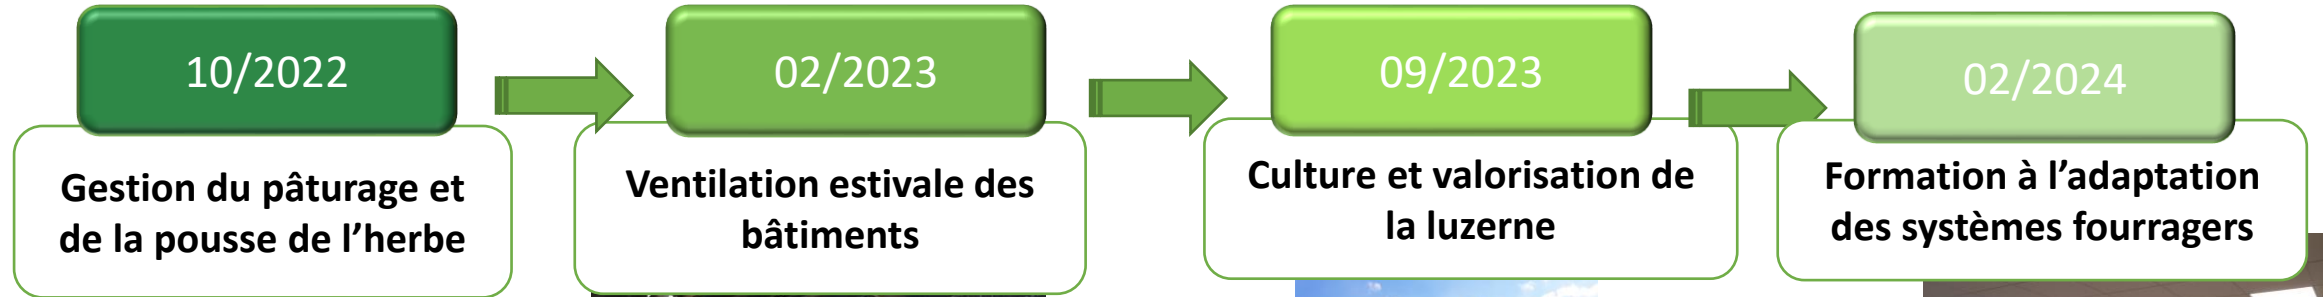 10/2022
Gestion du pâturage et
de la pousse de l’herbe
02/2023
Ventilation estivale des
bâtiments
09/2023
Culture et valorisation de
la luzerne
02/2024
Formation à l’adaptation
des systèmes fourragers